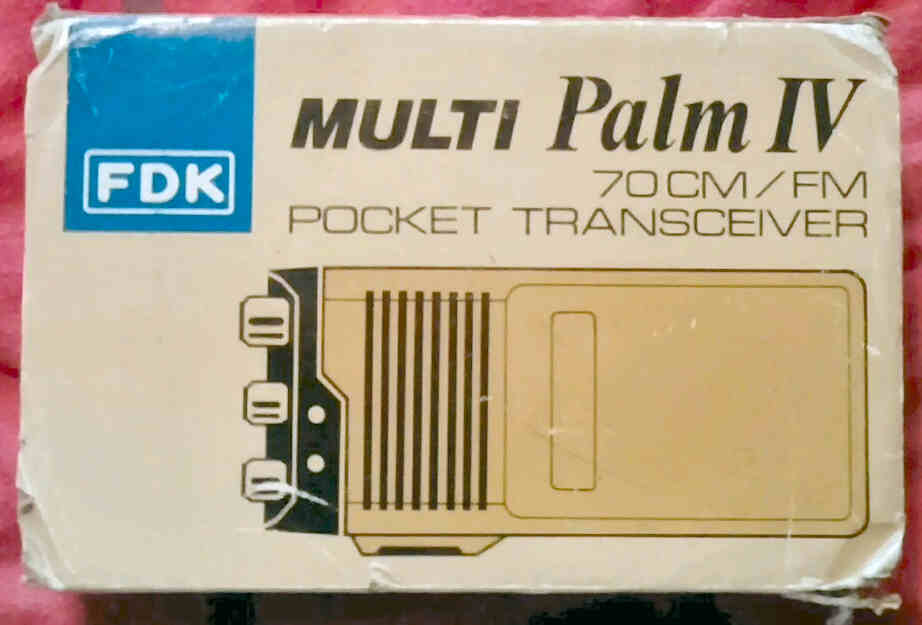 FDK
MULTI Palm IV
70CM/FM
POCKET TRANSCEIVER